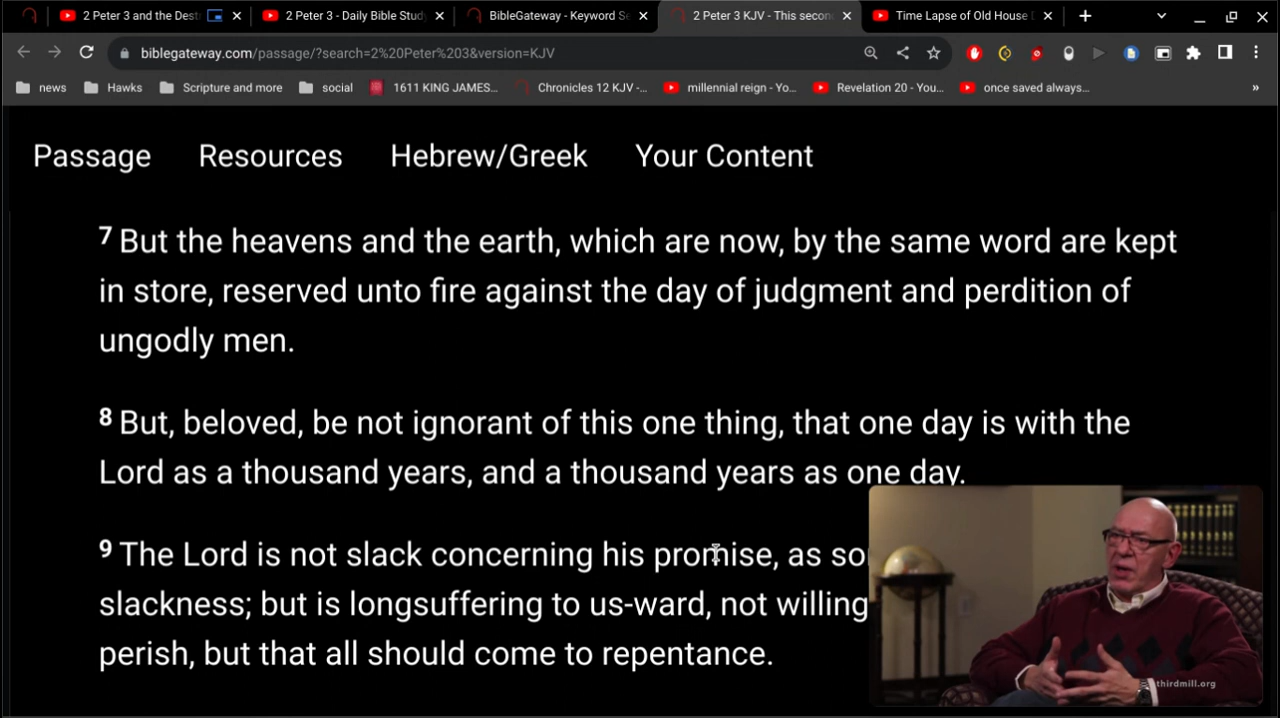 2 Peter 3 and the Dest
2 Peter 3 - Daily Bible Stud
BibleGateway - Keyword Se
2 Peter 3 KJV - This secon
Time Lapse of Old House
biblegateway.com/passage/?search=2%20Peter%203&version=KJV
news
Hawks
Scripture and more
social
1611 KING JAMES...
Chronicles 12 KJV -...
millennial reign - Yo...
Revelation 20 - You...
once saved always...
Passage Resources Hebrew/Greek Your Content
7 But the heavens and the earth, which are now, by the same word are kept
in store, reserved unto fire against the day of judgment and perdition of
ungodly men.
8 But, beloved, be not ignorant of this one thing, that one day is with the
Lord as a thousand years, and a thousand years as one day.
9 The Lord is not slack concerning his promise, as so
slackness; but is longsuffering to us-ward, not willing
perish, but that all should come to repentance.
thirdmill.org